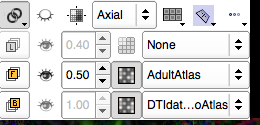 Axial
L 0.40 None
F 0.50 AdultAtlas
B 1.00 DTIdat...oAtlas